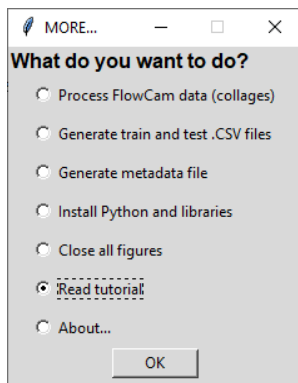 MORE...
What do you want to do?
Process FlowCam data (collages)
Generate train and test .CSV files
Generate metadata file
Install Python and libraries
Close all figures
Read tutorial
About...
OK